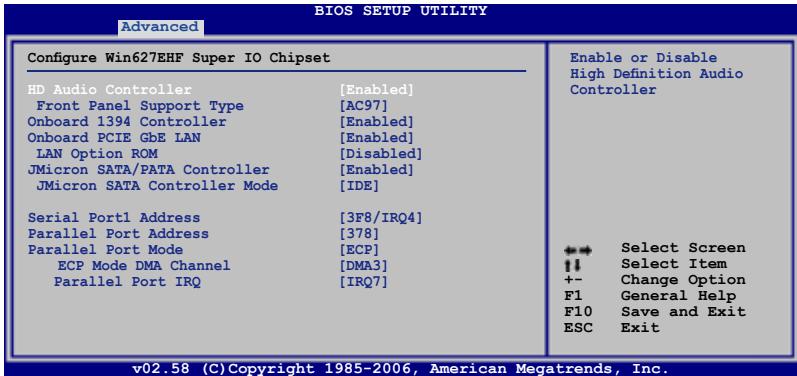 BIOS SETUP UTILITY
Advanced
Configure Win627EHF Super IO Chipset
HD Audio Controller [Enabled]
Front Panel Support Type [AC97]
Onboard 1394 Controller [Enabled]
Onboard PCIE GbE LAN [Enabled]
LAN Option ROM [Disabled]
JMicron SATA/PATA Controller [Enabled]
JMicron SATA Controller Mode [IDE]
Serial Port1 Address [3F8/IRQ4]
Parallel Port Address [378]
Parallel Port Mode [ECP]
ECP Mode DMA Channel [DMA3]
Parallel Port IRQ [IRQ7]
Enable or Disable
High Definition Audio
Controller
Select Screen
Select Item
+- Change Option
F1 General Help
F10 Save and Exit
ESC Exit
v02.58 (C)Copyright 1985-2006, American Megatrends, Inc.